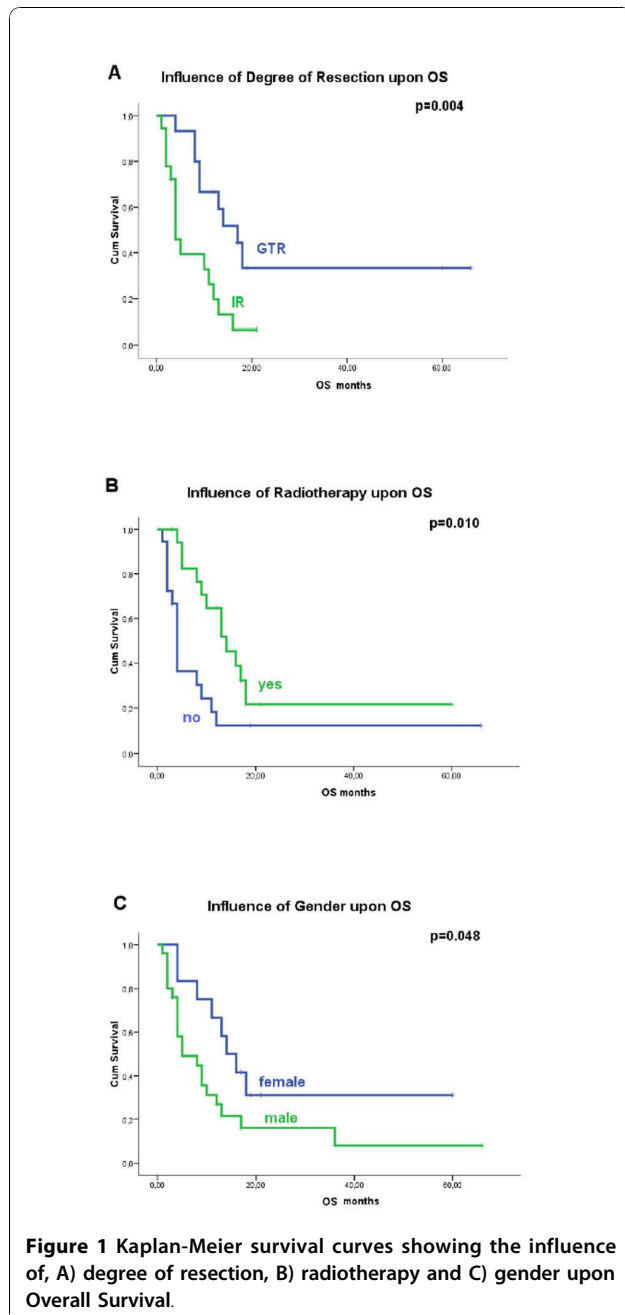 A
Influence of Degree of Resection upon OS
p=0.004
1,0
0,8
0,6
0,4
0,2
0,0
Cum Survival
GTR
IR
0,00
20,00
40,00
60,00
OS months
B
Influence of Radiotherapy upon OS
p=0.010
1,0
0,8
0,6
0,4
0,2
0,0
Cum Survival
yes
no
0,00
20,00
40,00
60,00
OS months
C
Influence of Gender upon OS
p=0.048
1,0
0,8
0,6
0,4
0,2
0,0
Cum Survival
female
male
0,00
20,00
40,00
60,00
OS months
Figure 1 Kaplan-Meier survival curves showing the influence
of, A) degree of resection, B) radiotherapy and C) gender upon
Overall Survival.